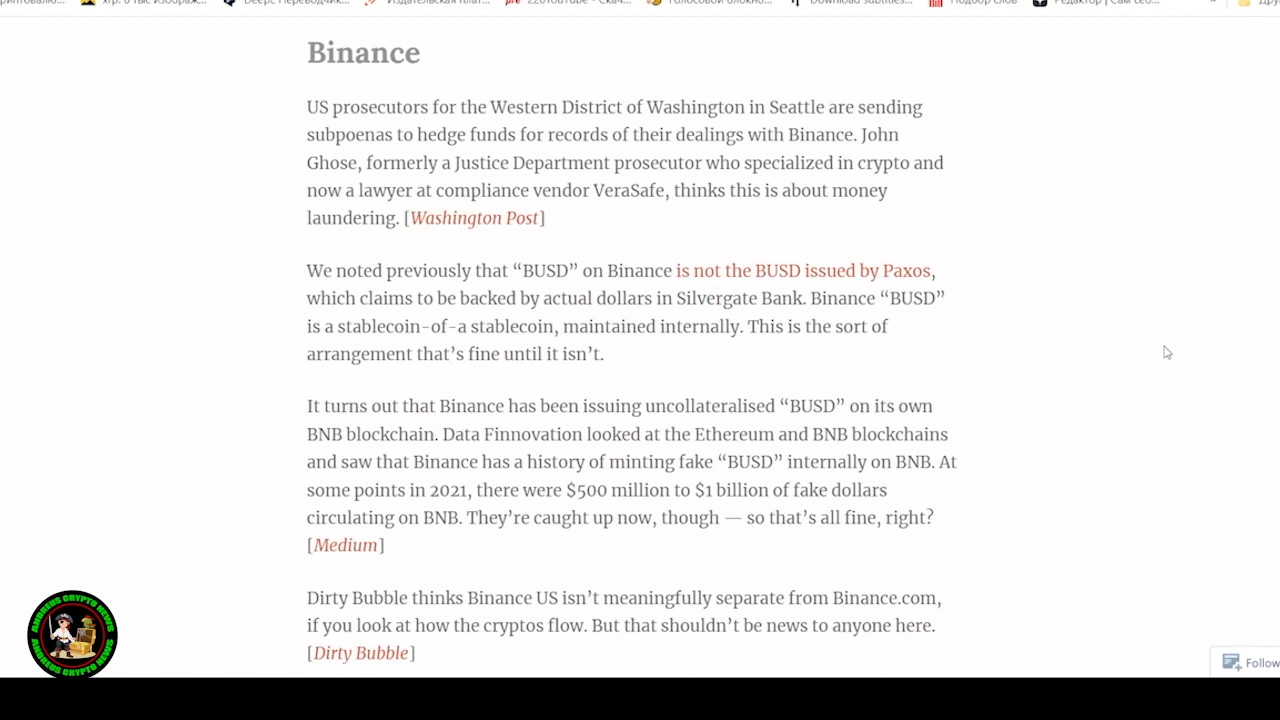 Binance
US prosecutors for the Western District of Washington in Seattle are sending
subpoenas to hedge funds for records of their dealings with Binance. John
Ghose, formerly a Justice Department prosecutor who specialized in crypto and
now a lawyer at compliance vendor VeraSafe, thinks this is about money
laundering. [Washington Post]
We noted previously that “BUSD” on Binance is not the BUSD issued by Paxos,
which claims to be backed by actual dollars in Silvergate Bank. Binance “BUSD”
is a stablecoin-of-a stablecoin, maintained internally. This is the sort of
arrangement that’s fine until it isn’t.
It turns out that Binance has been issuing uncollateralised “BUSD” on its own
BNB blockchain. Data Finnovation looked at the Ethereum and BNB blockchains
and saw that Binance has a history of minting fake “BUSD” internally on BNB. At
some points in 2021, there were $500 million to $1 billion of fake dollars
circulating on BNB. They’re caught up now, though — so that’s all fine, right?
[Medium]
Dirty Bubble thinks Binance US isn’t meaningfully separate from Binance.com,
if you look at how the cryptos flow. But that shouldn’t be news to anyone here.
[Dirty Bubble]
ANDREUS CRYPTO NEWS
ANDREUS CRYPTO NEWS
Follow